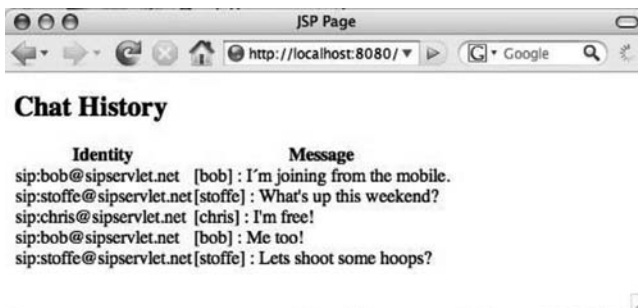 JSP Page
http://localhost:8080/
G Google
Chat History
Identity Message
sip:bob@sipservlet.net [bob] : I´m joining from the mobile.
sip:stoffe@sipservlet.net [stoffe] : What's up this weekend?
sip:chris@sipservlet.net [chris] : I'm free!
sip:bob@sipservlet.net [bob] : Me too!
sip:stoffe@sipservlet.net [stoffe] : Lets shoot some hoops?